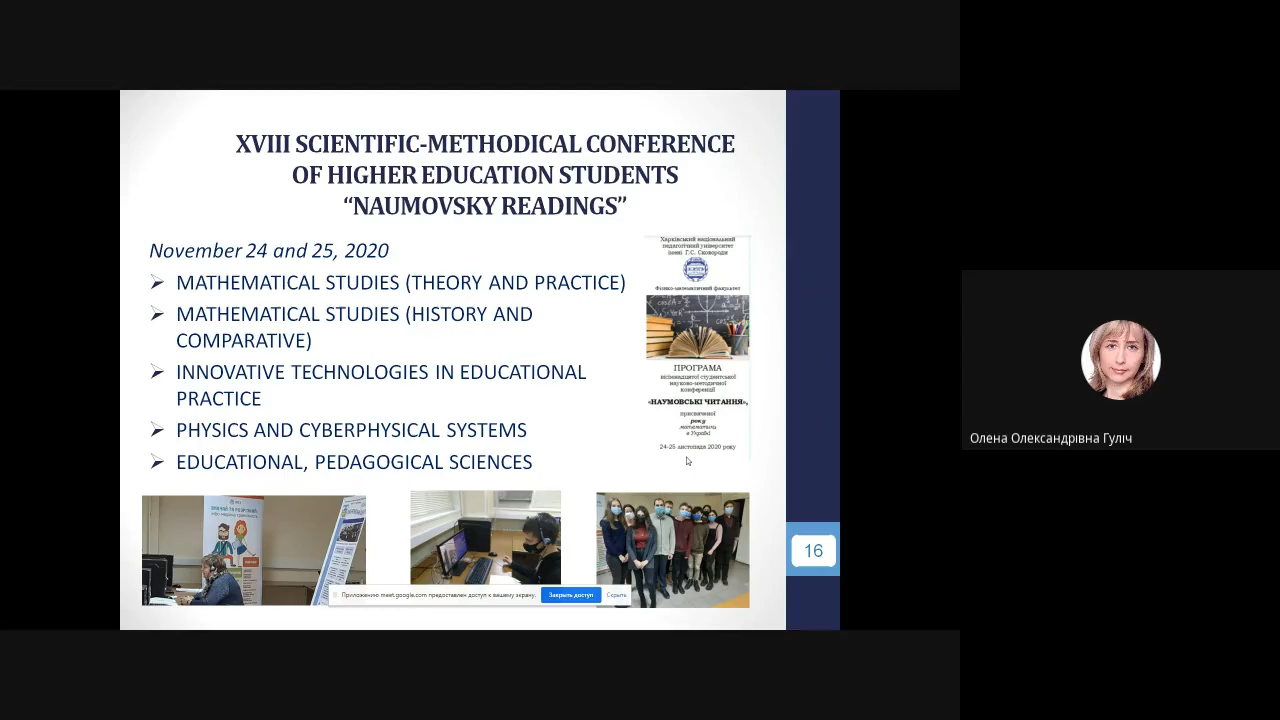 XVIII SCIENTIFIC-METHODICAL CONFERENCE
OF HIGHER EDUCATION STUDENTS
“NAUMOVSKY READINGS”
November 24 and 25, 2020
➢ MATHEMATICAL STUDIES (THEORY AND PRACTICE)
➢ MATHEMATICAL STUDIES (HISTORY AND
COMPARATIVE)
➢ INNOVATIVE TECHNOLOGIES IN EDUCATIONAL
PRACTICE
➢ PHYSICS AND CYBERPHYSICAL SYSTEMS
➢ EDUCATIONAL, PEDAGOGICAL SCIENCES
Харківський національний
педагогічний університет
імені Г.С. Сковороди
Фізико-математичний факультет
ПРОГРАМА
вісімнадцятої студентської
науково-методичної
конференції
«НАУМОВСЬКІ ЧИТАННЯ»,
присвяченої
року
математики
в Україні
24-25 листопада 2020 року
16
Приложению meet.google.com предоставлен доступ к вашему экрану.
Закрыть доступ
Скрыть
Олена Олександрівна Гуліч